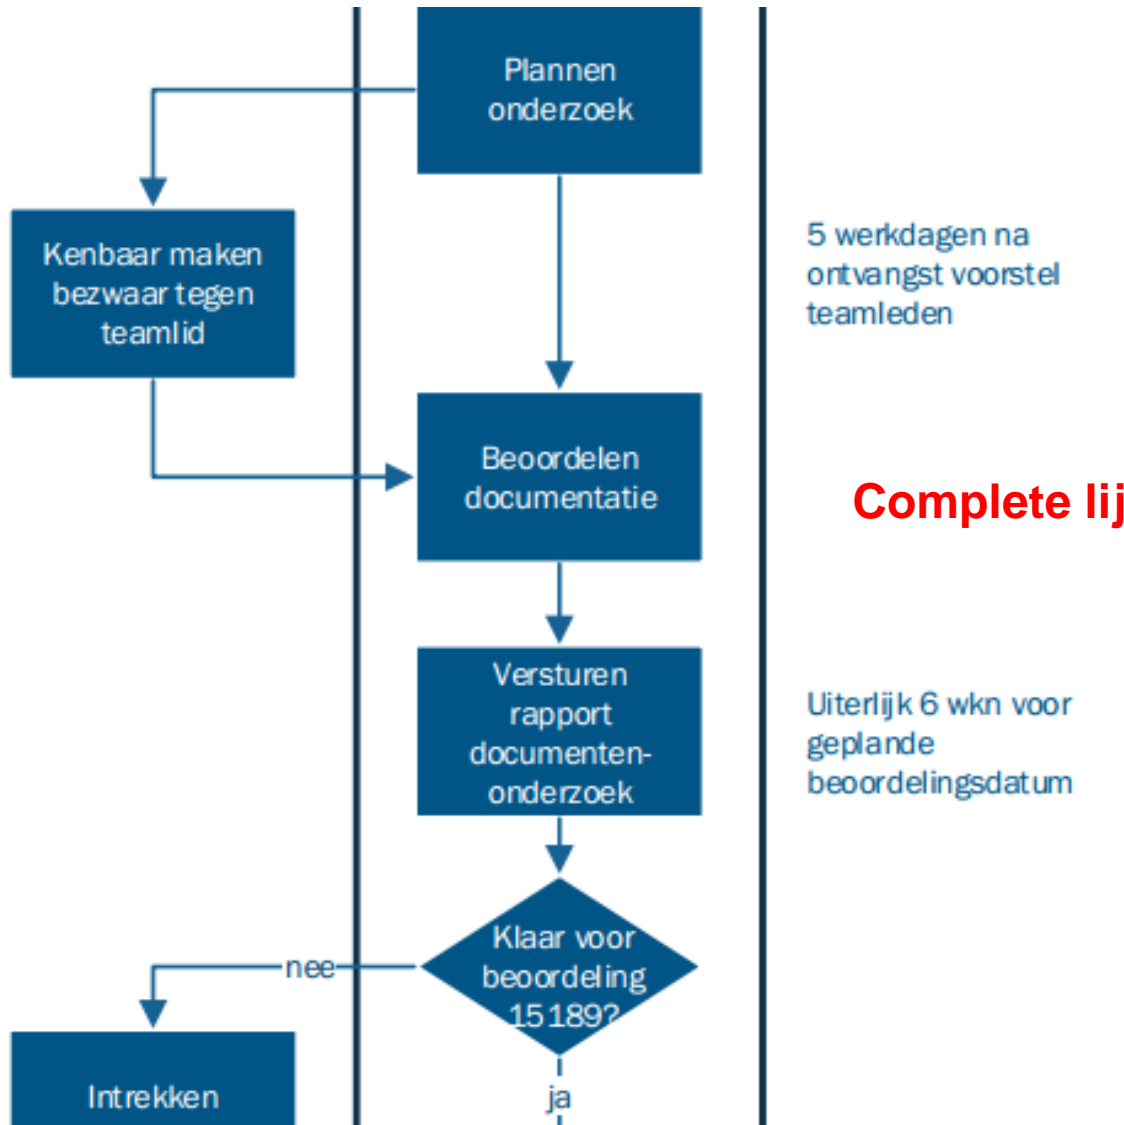 Plannen
onderzoek
Kenbaar maken
bezwaar tegen
teamlid
5 werkdagen na
ontvangst voorstel
teamleden
Beoordelen
documentatie
Complete lij
Versturen
rapport
documenten-
onderzoek
Uiterlijk 6 wkn voor
geplande
beoordelingsdatum
Klaar voor
beoordeling
15189?
nee
Intrekken
ja